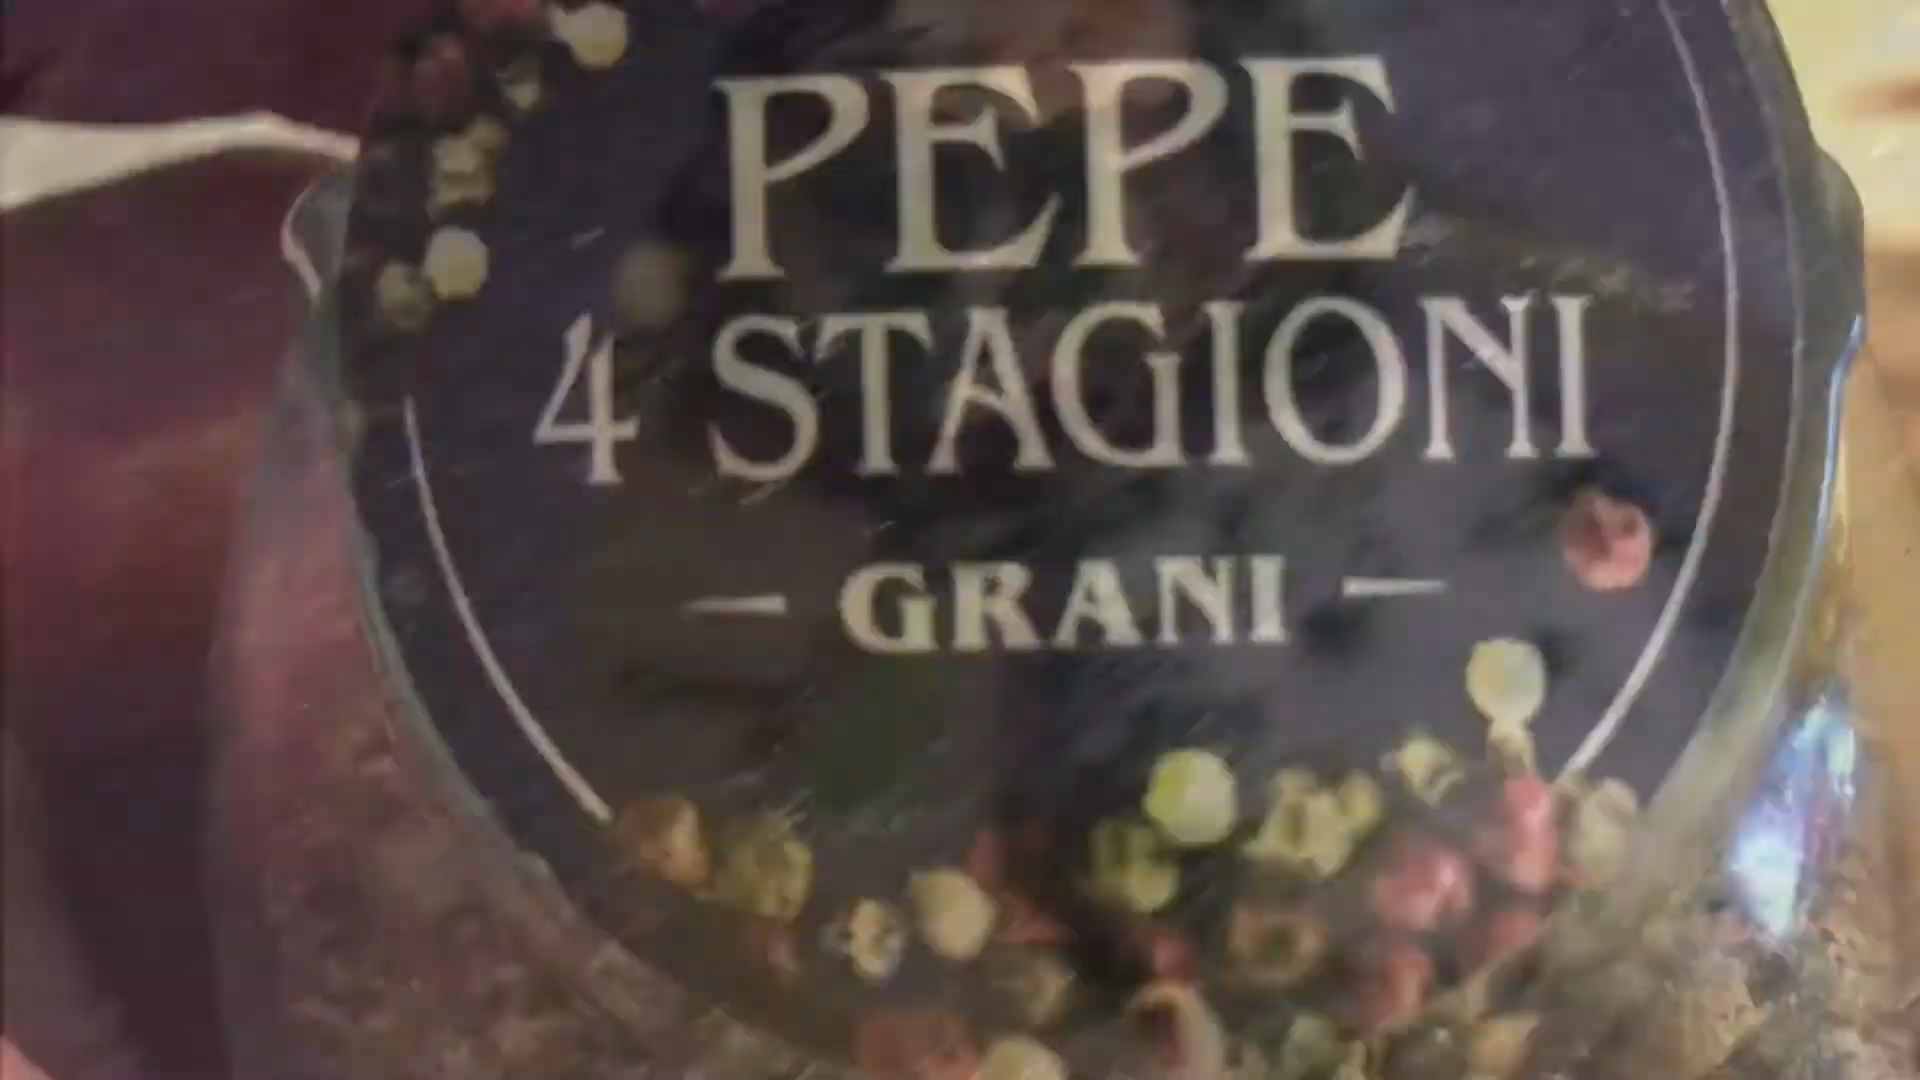 PEPE
4 STAGIONI
– GRANI –